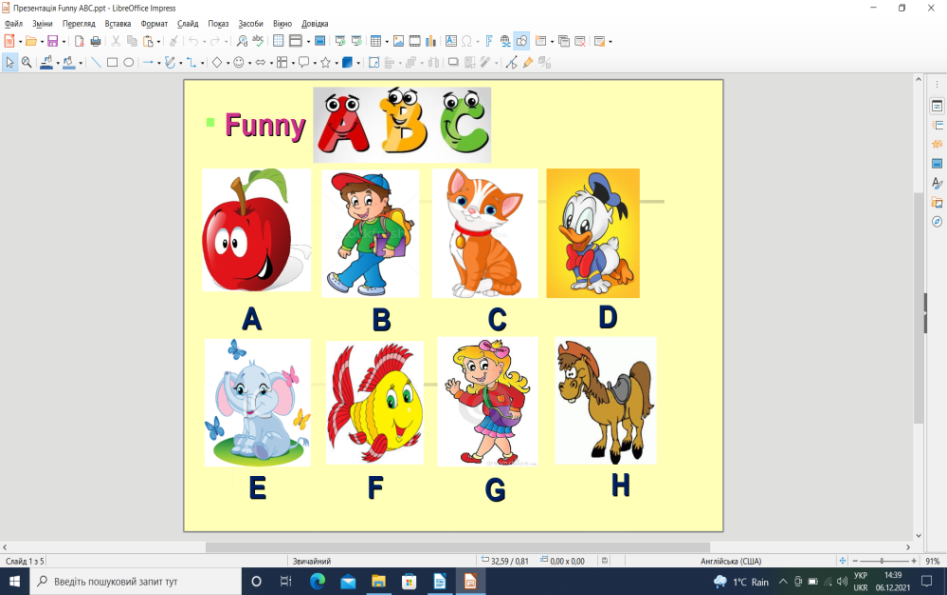 Презентація Funny ABC.ppt - LibreOffice Impress
Файл Зміни Перегляд Вставка Формат Слайд Показ Засоби Вікно Довідка
Funny ABC
A B C D
E F G H
Слайд 1 з 5 Звичайний 32,59 / 0,81 0,00 x 0,00 Англійська (США) 91%
Введіть пошуковий запит тут 1°C Rain УКР 14:39
UKR 06.12.2021